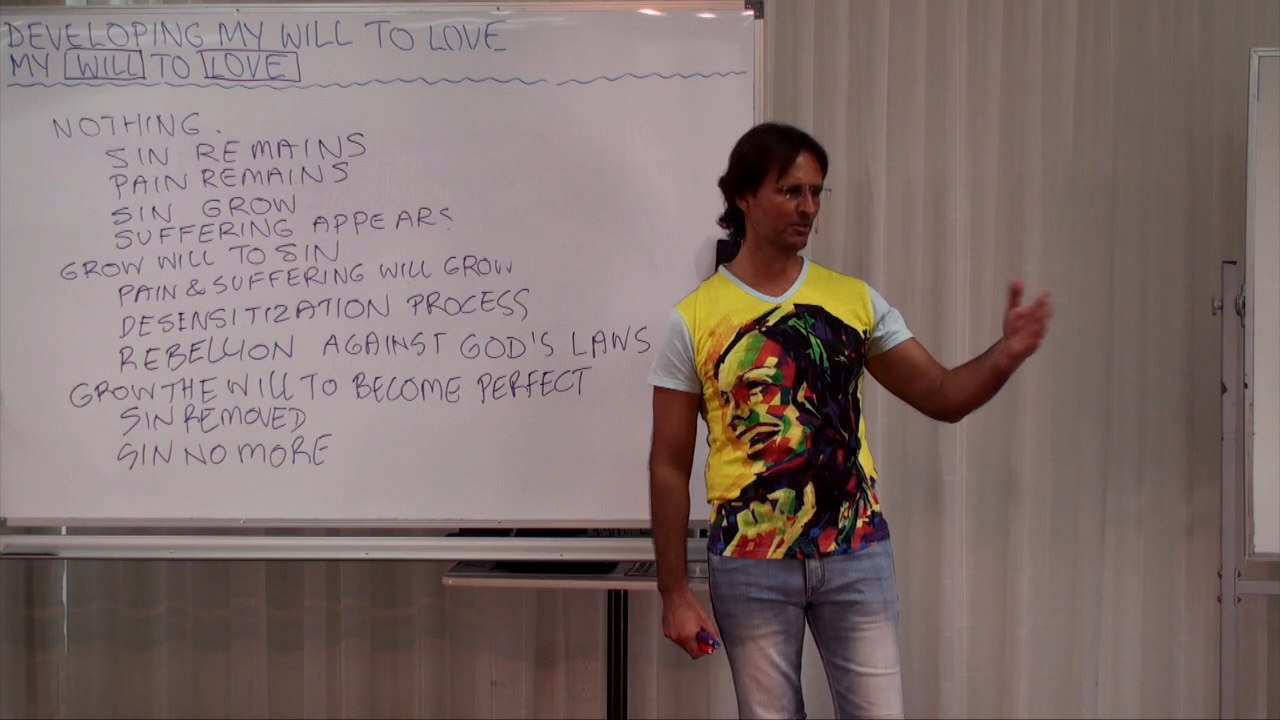 DEVELOPING MY WILL TO LOVE
MY WILL TO LOVE
NOTHING.
SIN REMAINS
PAIN REMAINS
SIN GROW
SUFFERING APPEARS
GROW WILL TO SIN
PAIN & SUFFERING WILL GROW
DESENSITIZATION PROCESS
REBELLION AGAINST GOD'S LAWS
GROW THE WILL TO BECOME PERFECT
SIN REMOVED
SIN NO MORE